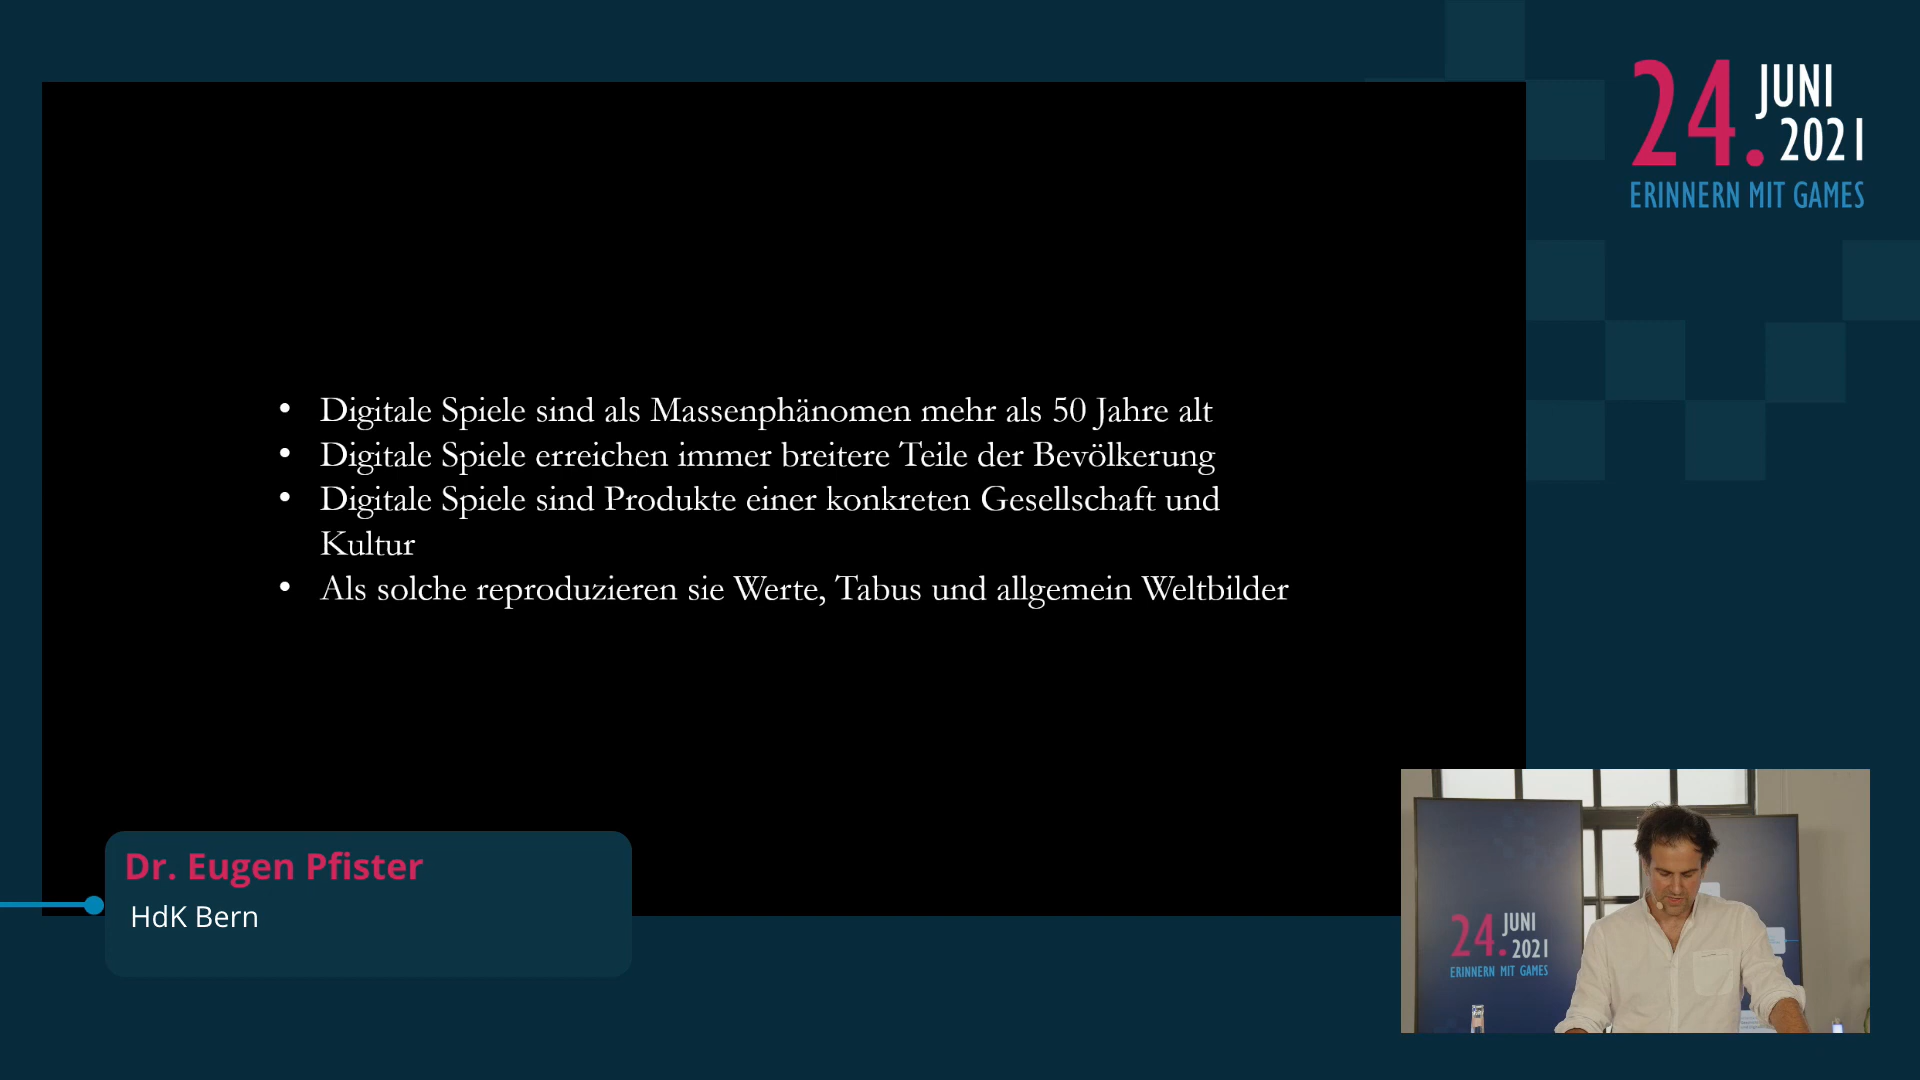 24. JUNI
2021
ERINNERN MIT GAMES
• Digitale Spiele sind als Massenphänomen mehr als 50 Jahre alt
• Digitale Spiele erreichen immer breitere Teile der Bevölkerung
• Digitale Spiele sind Produkte einer konkreten Gesellschaft und
Kultur
• Als solche reproduzieren sie Werte, Tabus und allgemein Weltbilder
Dr. Eugen Pfister
HdK Bern
24. JUNI
2021
ERINNERN MIT GAMES